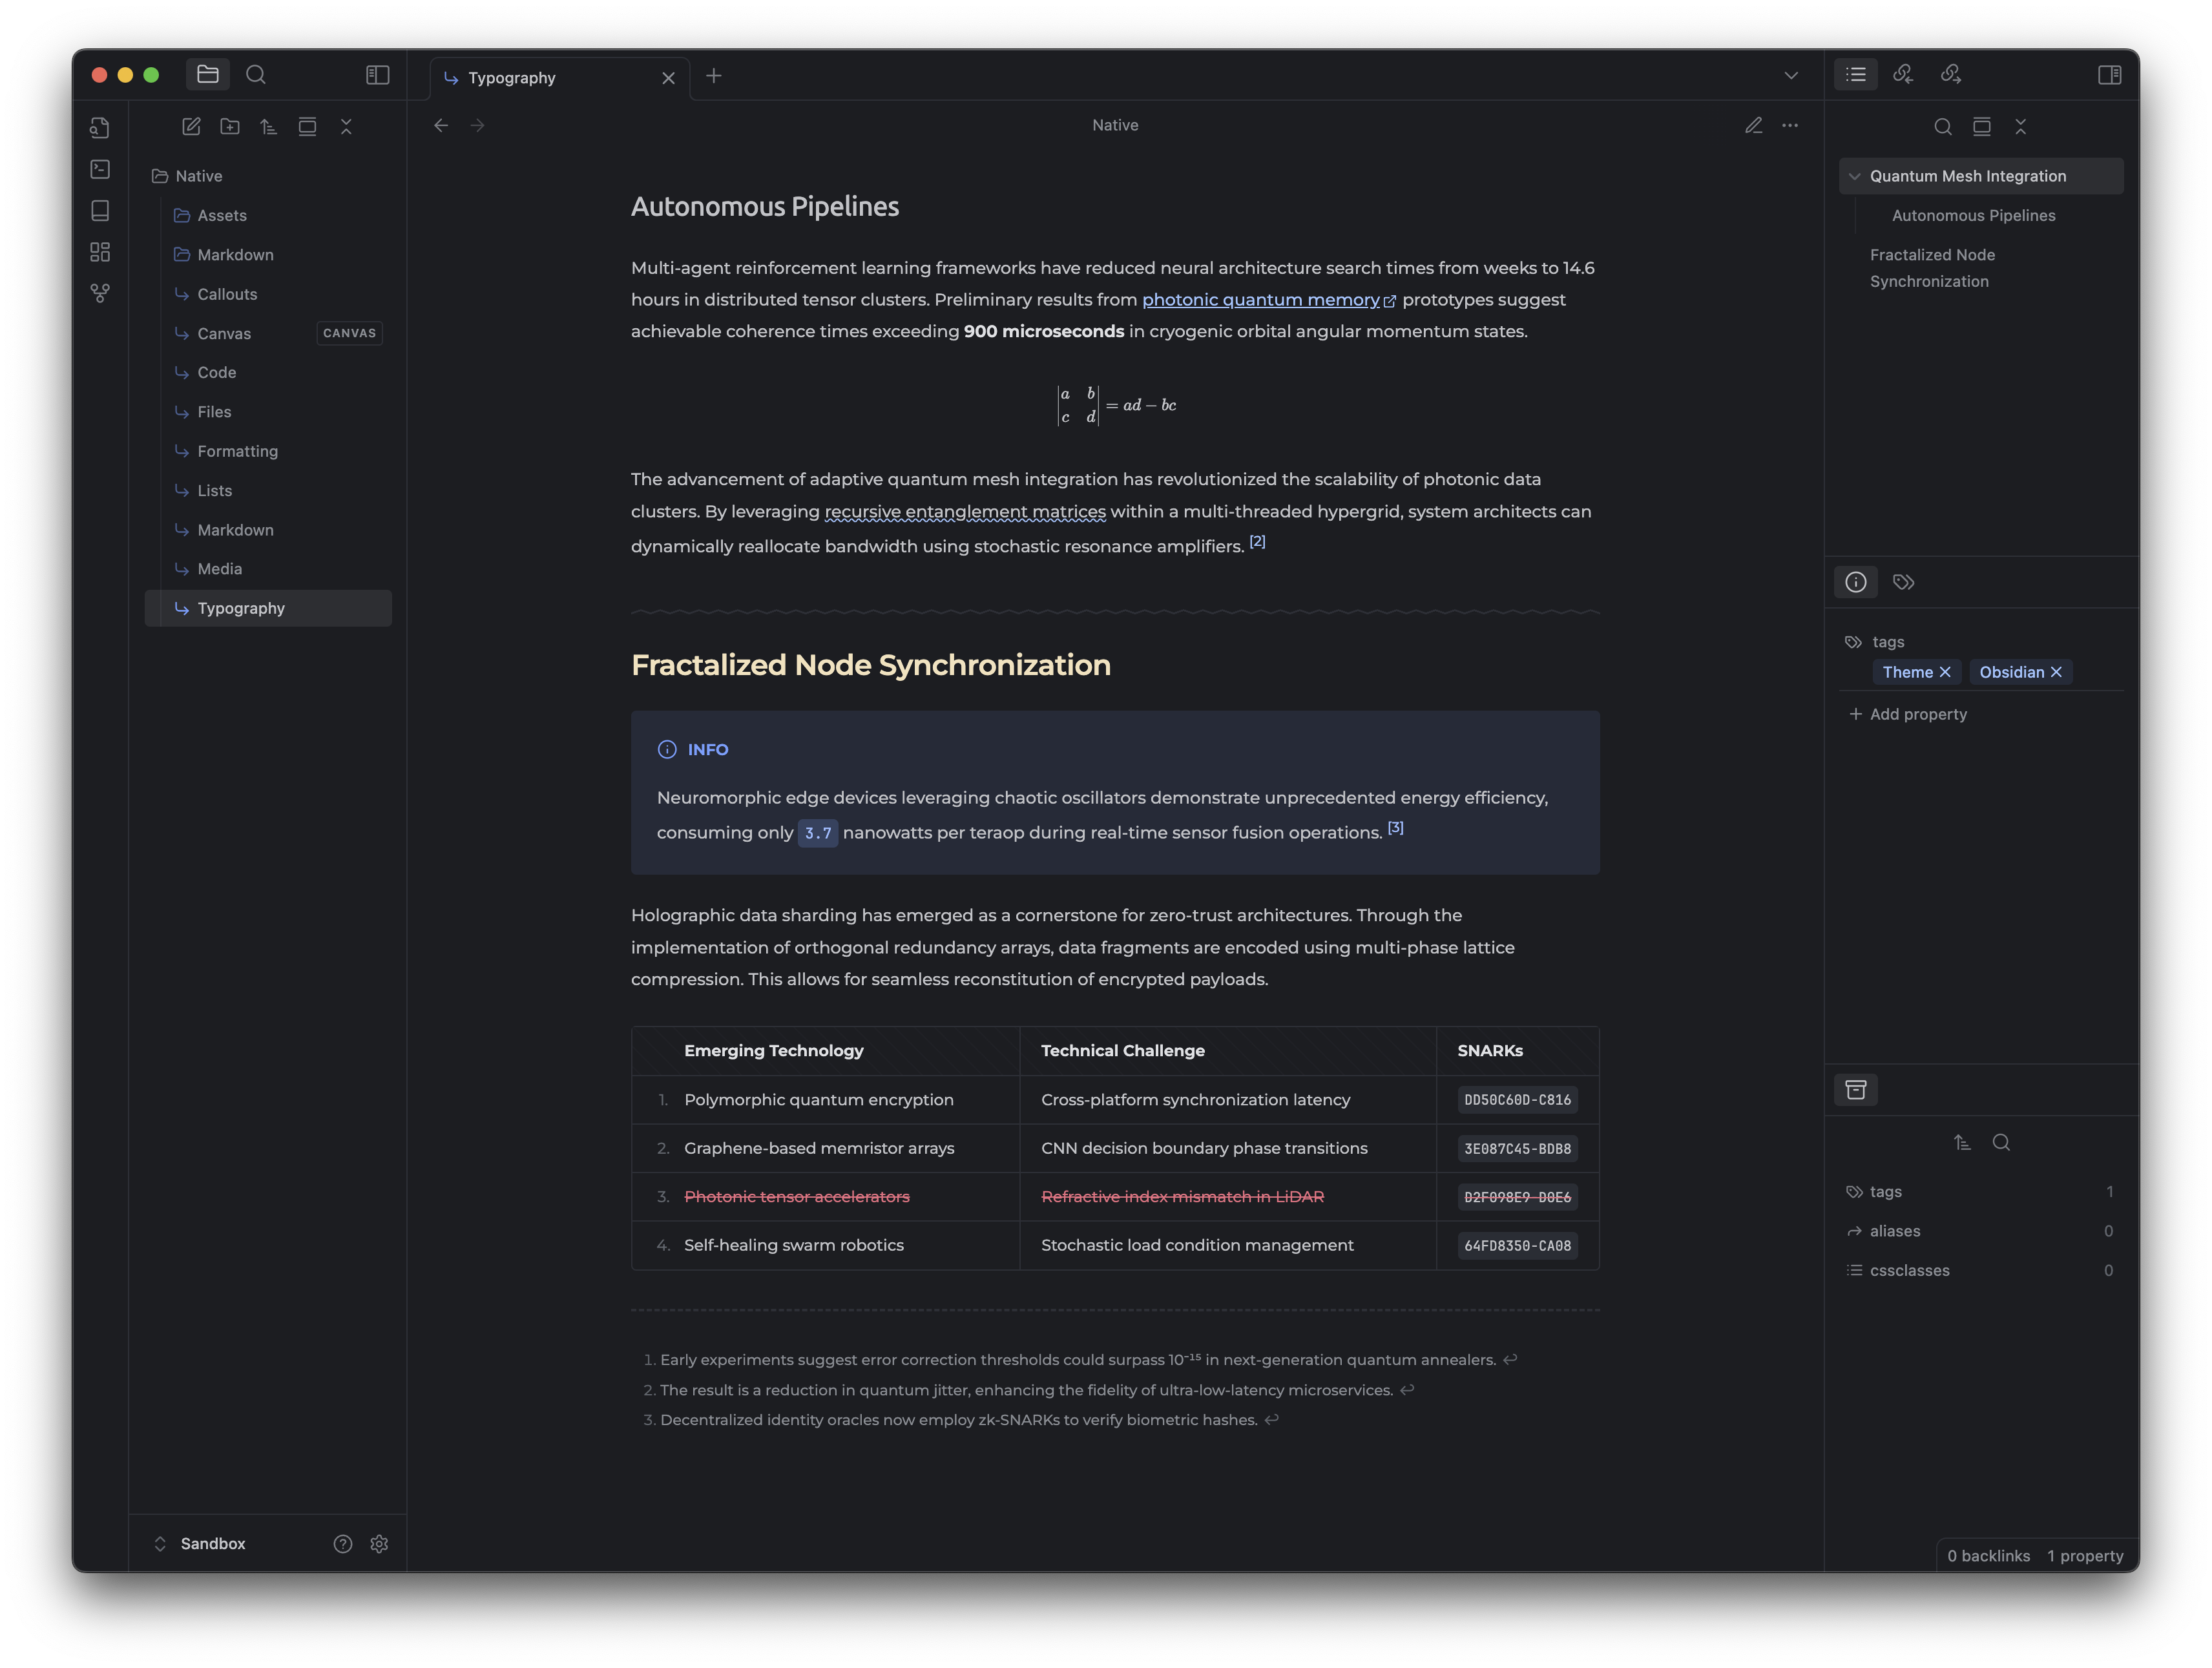 Typography
Native
Assets
Markdown
Callouts
Canvas CANVAS
Code
Files
Formatting
Lists
Markdown
Media
Typography
Sandbox
Native
Autonomous Pipelines
Multi-agent reinforcement learning frameworks have reduced neural architecture search times from weeks to 14.6
hours in distributed tensor clusters. Preliminary results from photonic quantum memory prototypes suggest
achievable coherence times exceeding 900 microseconds in cryogenic orbital angular momentum states.
|a b|
|c d| = ad − bc
The advancement of adaptive quantum mesh integration has revolutionized the scalability of photonic data
clusters. By leveraging recursive entanglement matrices within a multi-threaded hypergrid, system architects can
dynamically reallocate bandwidth using stochastic resonance amplifiers. [2]
Fractalized Node Synchronization
INFO
Neuromorphic edge devices leveraging chaotic oscillators demonstrate unprecedented energy efficiency,
consuming only 3.7 nanowatts per teraop during real-time sensor fusion operations. [3]
Holographic data sharding has emerged as a cornerstone for zero-trust architectures. Through the
implementation of orthogonal redundancy arrays, data fragments are encoded using multi-phase lattice
compression. This allows for seamless reconstitution of encrypted payloads.
Emerging Technology Technical Challenge SNARKs
1. Polymorphic quantum encryption Cross-platform synchronization latency DD50C60D-C816
2. Graphene-based memristor arrays CNN decision boundary phase transitions 3E087C45-BDB8
3. Photonic tensor accelerators Refractive index mismatch in LiDAR D2F098E9-D0E6
4. Self-healing swarm robotics Stochastic load condition management 64FD8350-CA08
1. Early experiments suggest error correction thresholds could surpass 10⁻¹⁵ in next-generation quantum annealers. ↩
2. The result is a reduction in quantum jitter, enhancing the fidelity of ultra-low-latency microservices. ↩
3. Decentralized identity oracles now employ zk-SNARKs to verify biometric hashes. ↩
Quantum Mesh Integration
Autonomous Pipelines
Fractalized Node
Synchronization
tags
Theme Obsidian
Add property
tags 1
aliases 0
cssclasses 0
0 backlinks 1 property